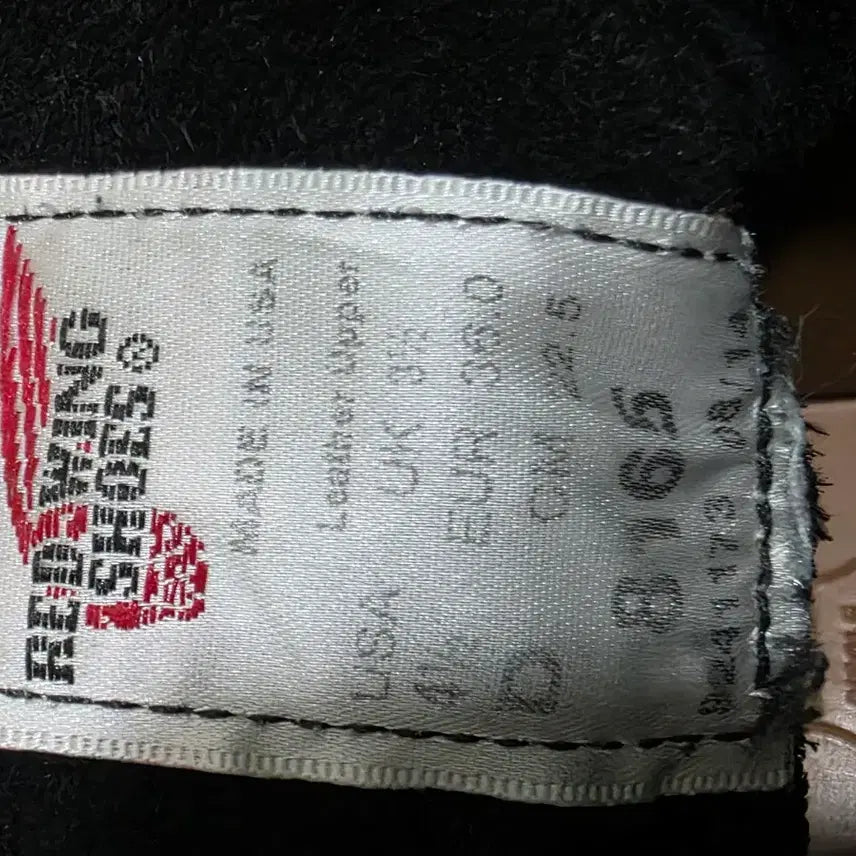 RED WING
SHOES®
MADE IN USA
Leather Upper
USA UK 3½
4½ EUR 36.0
D CM 22.5
8165